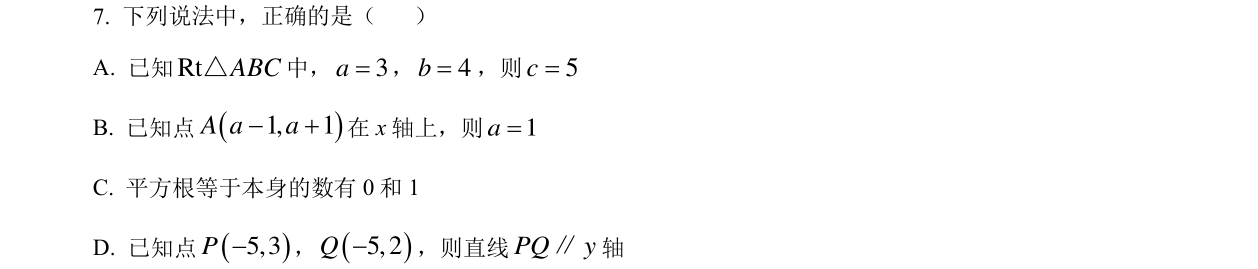 7. 下列说法中，正确的是（　　）
A. 已知Rt△ABC中，a=3，b=4，则c=5
B. 已知点A(a−1,a+1)在x轴上，则a=1
C. 平方根等于本身的数有0和1
D. 已知点P(−5,3)，Q(−5,2)，则直线PQ∥y轴